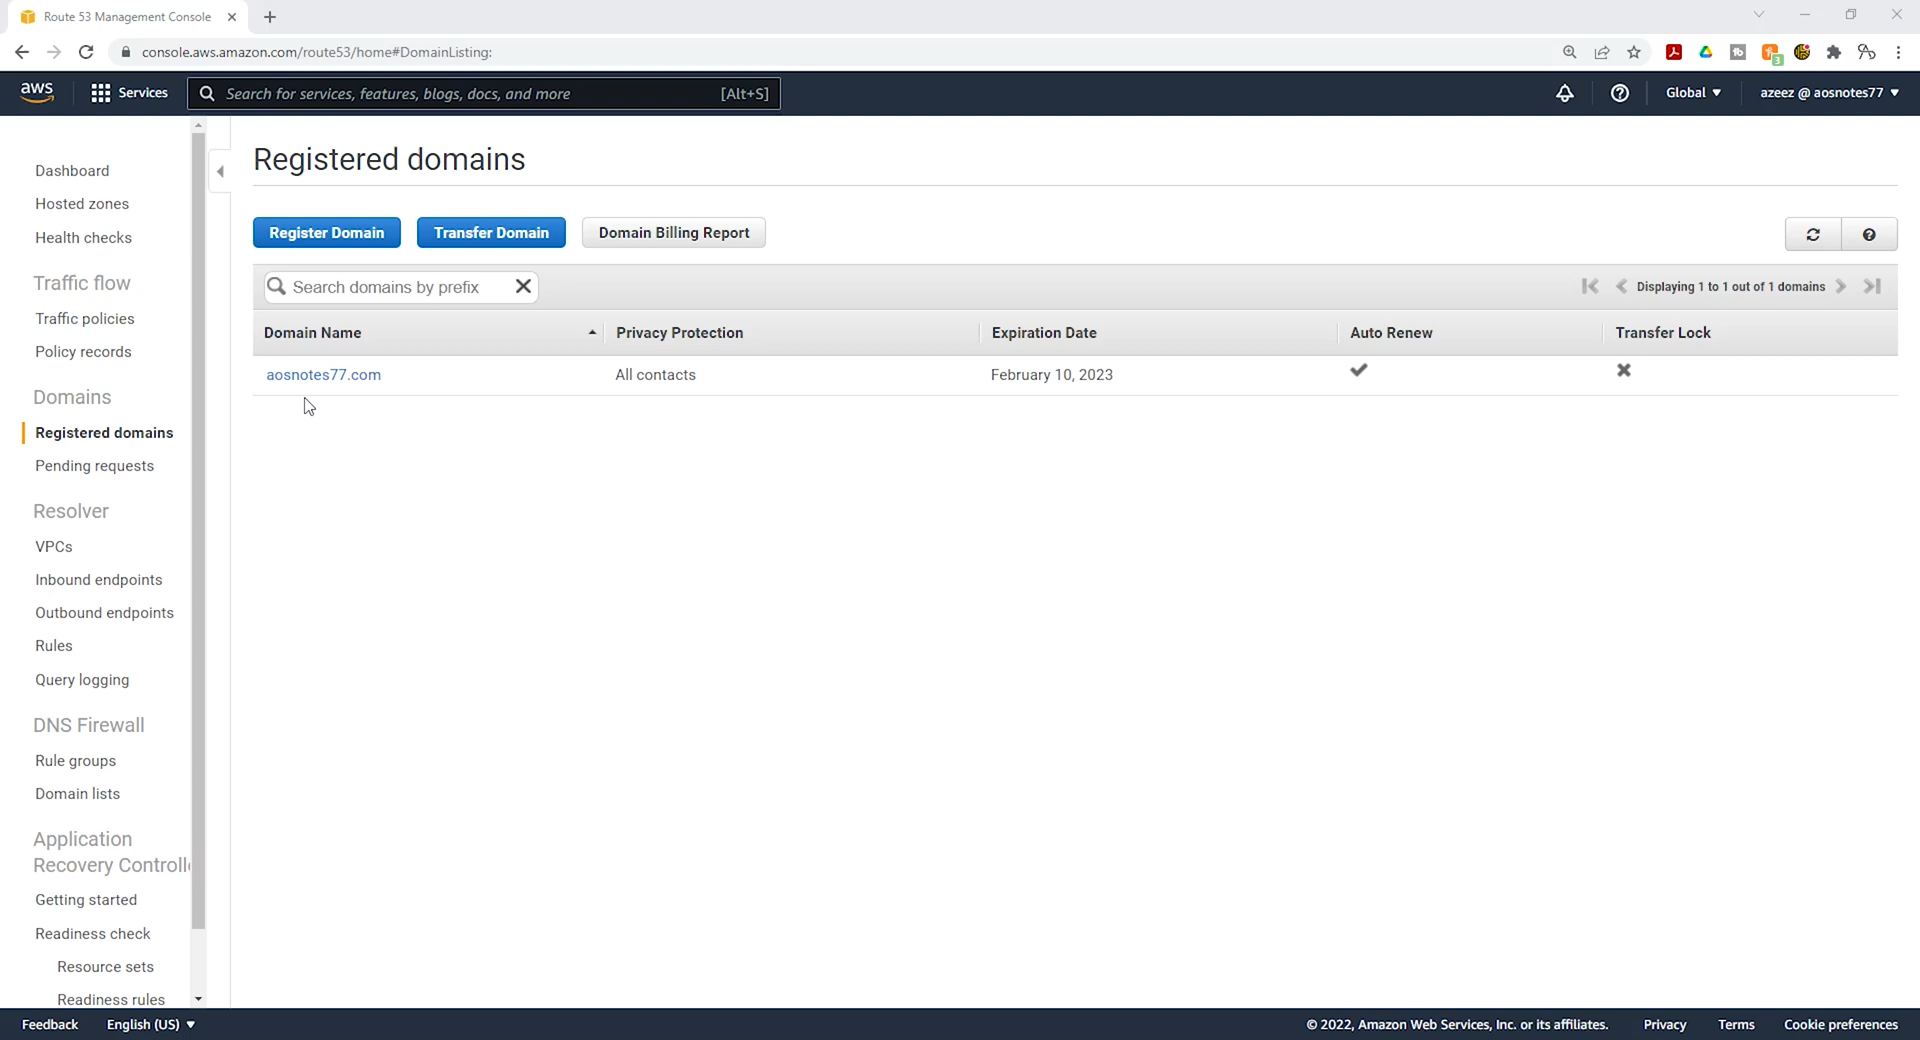 Route 53 Management Console
console.aws.amazon.com/route53/home#DomainListing:
3
aws
Services
Search for services, features, blogs, docs, and more
[Alt+S]
Global
azeez @ aosnotes77
Dashboard
Hosted zones
Health checks
Traffic flow
Traffic policies
Policy records
Domains
Registered domains
Pending requests
Resolver
VPCs
Inbound endpoints
Outbound endpoints
Rules
Query logging
DNS Firewall
Rule groups
Domain lists
Application
Recovery Controlle
Getting started
Readiness check
Resource sets
Readiness rules
Registered domains
Register Domain
Transfer Domain
Domain Billing Report
Search domains by prefix
Displaying 1 to 1 out of 1 domains
Domain Name Privacy Protection Expiration Date Auto Renew Transfer Lock
aosnotes77.com All contacts February 10, 2023
Feedback
English (US)
© 2022, Amazon Web Services, Inc. or its affiliates.
Privacy
Terms
Cookie preferences